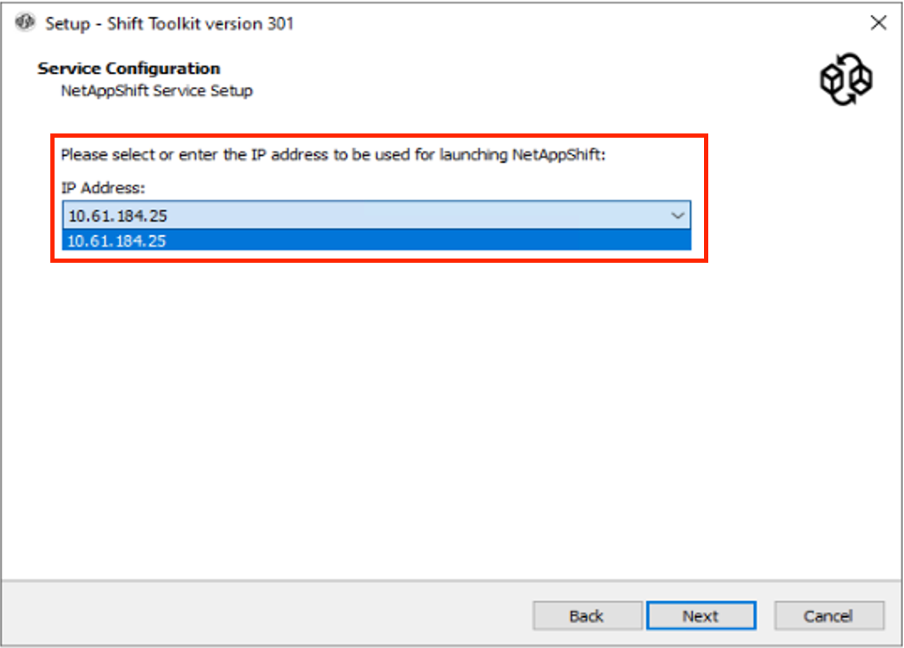 Setup - Shift Toolkit version 301
Service Configuration
NetAppShift Service Setup
Please select or enter the IP address to be used for launching NetAppShift:
IP Address:
10.61.184.25
10.61.184.25
Back Next Cancel